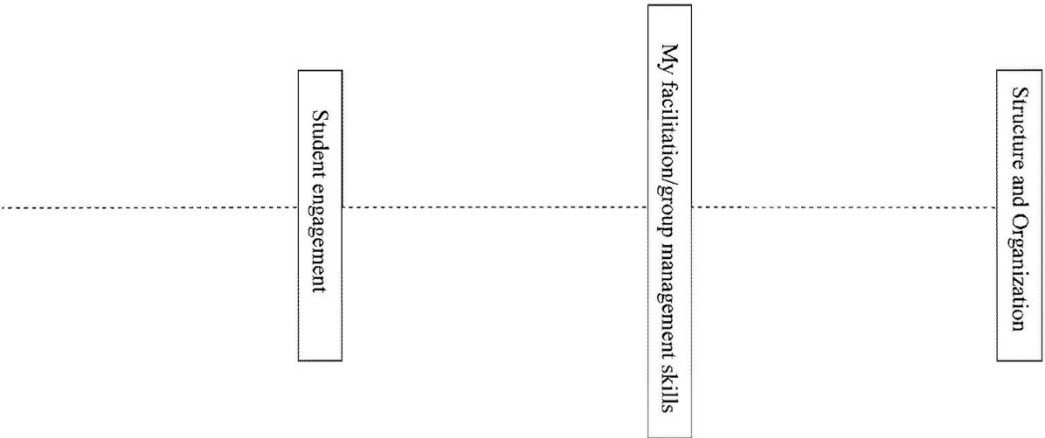 Structure and Organization
My facilitation/group management skills
Student engagement